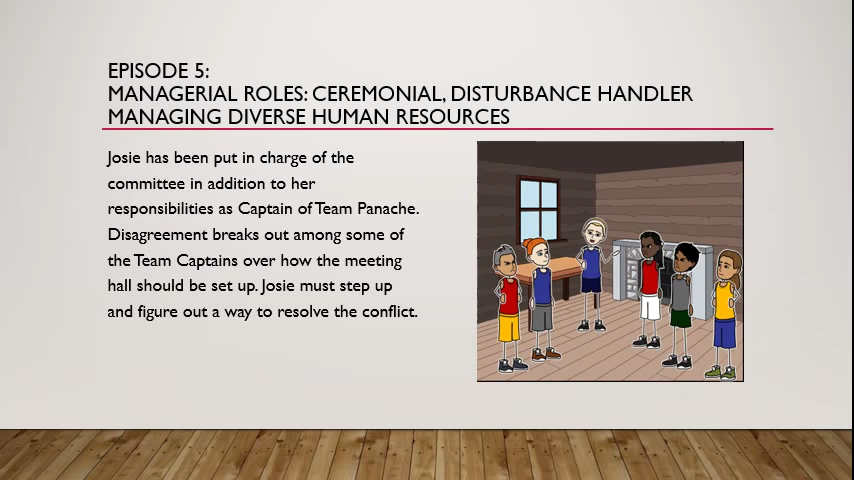 EPISODE 5:
MANAGERIAL ROLES: CEREMONIAL, DISTURBANCE HANDLER
MANAGING DIVERSE HUMAN RESOURCES
Josie has been put in charge of the
committee in addition to her
responsibilities as Captain of Team Panache.
Disagreement breaks out among some of
the Team Captains over how the meeting
hall should be set up. Josie must step up
and figure out a way to resolve the conflict.